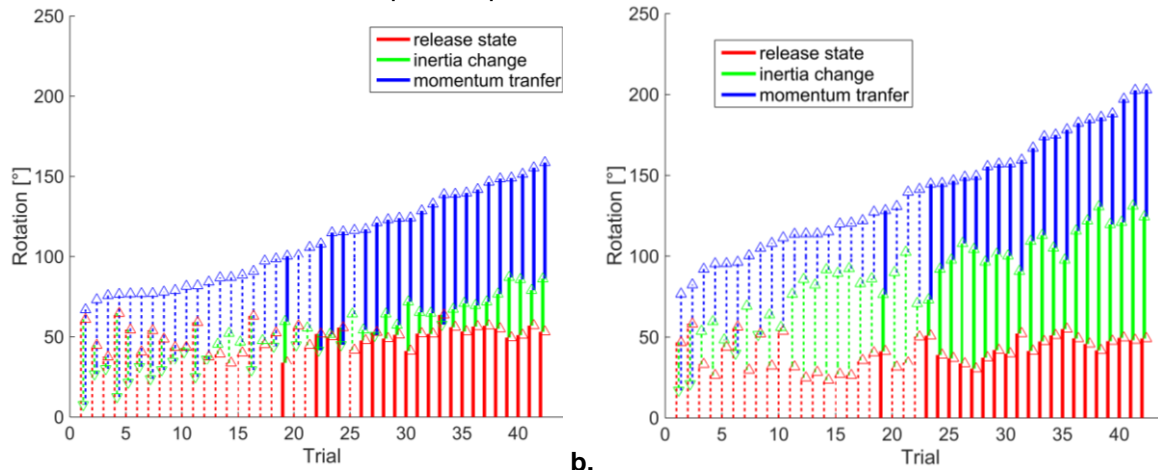 250
200
150
100
50
0
Rotation [°]
0 5 10 15 20 25 30 35 40
Trial
release state
inertia change
momentum tranfer
b.
250
200
150
100
50
0
Rotation [°]
0 5 10 15 20 25 30 35 40
Trial
release state
inertia change
momentum tranfer